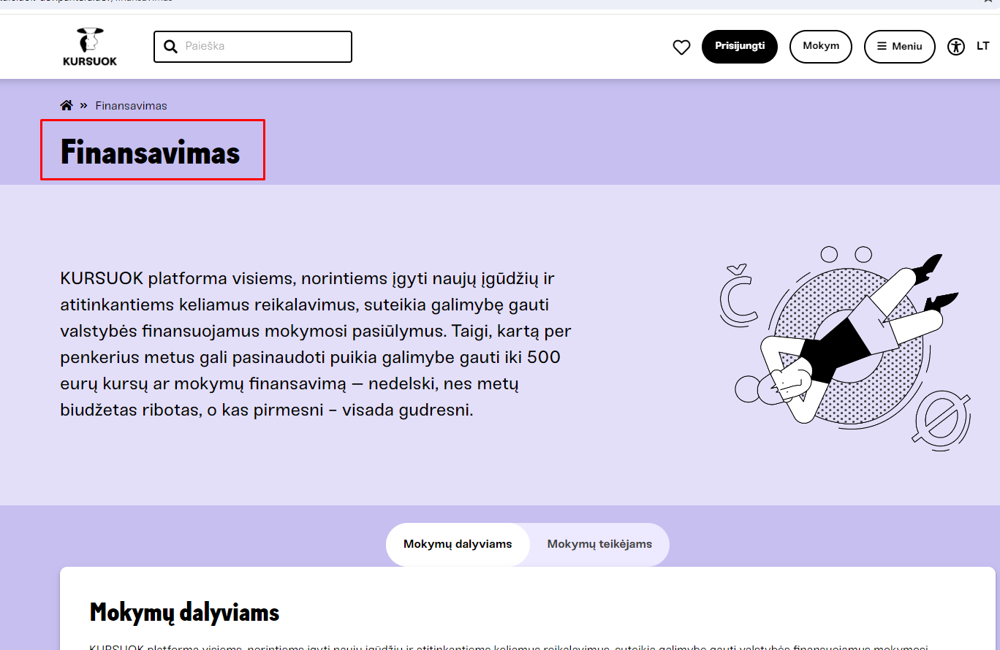 KURSUOK
Paieška
Prisijungti
Mokym
Meniu
LT
Finansavimas
Finansavimas
KURSUOK platforma visiems, norintiems įgyti naujų įgūdžių ir
atitinkantiems keliamus reikalavimus, suteikia galimybę gauti
valstybės finansuojamus mokymosi pasiūlymus. Taigi, kartą per
penkerius metus gali pasinaudoti puikia galimybe gauti iki 500
eurų kursų ar mokymų finansavimą — nedelski, nes metų
biudžetas ribotas, o kas pirmesni – visada gudresni.
Č
Ö
Ø
Mokymų dalyviams
Mokymų teikėjams
Mokymų dalyviams
KURSUOK platforma visiems, norintiems įgyti naujų įgūdžių ir atitinkantiems keliamus reikalavimus, suteikia galimybę gauti valstybės finansuojamus mokymosi